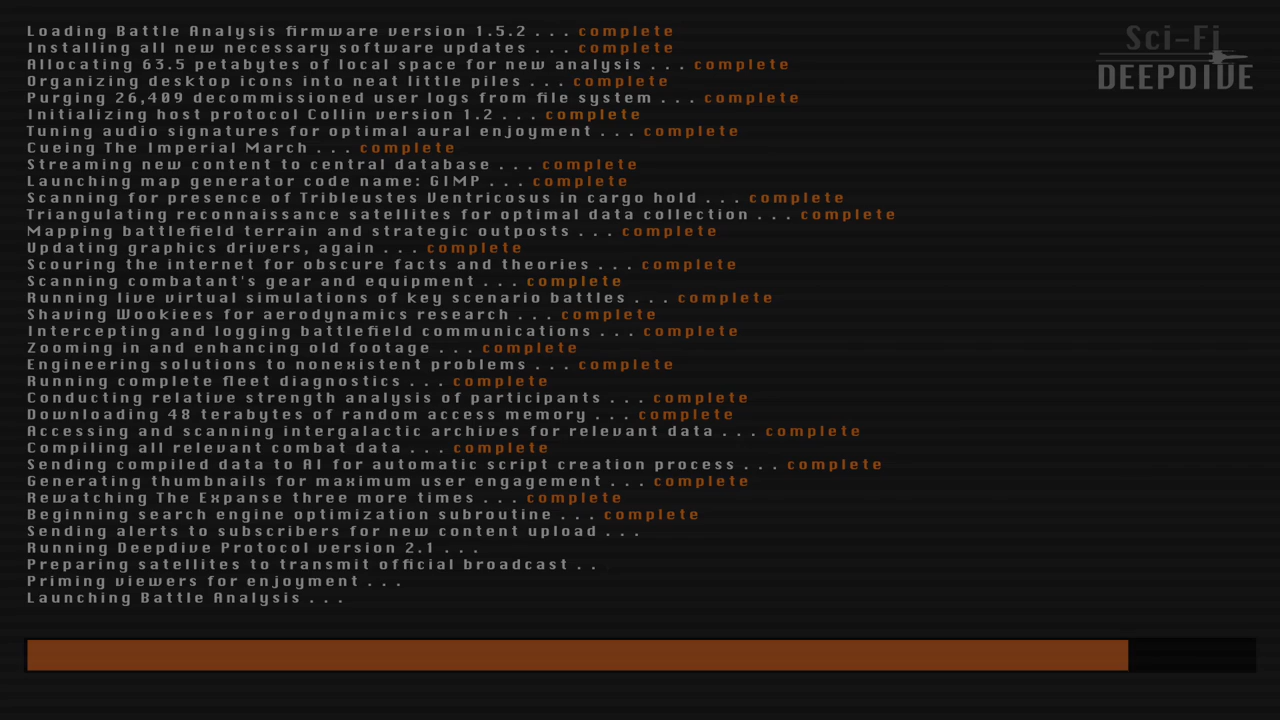 Loading Battle Analysis firmware version 1.5.2 . . . complete
Installing all new necessary software updates . . . complete
Allocating 63.5 petabytes of local space for new analysis . . . complete
Organizing desktop icons into neat little piles . . . complete
Purging 26,409 decommissioned user logs from file system . . . complete
Initializing host protocol Collin version 1.2 . . . complete
Tuning audio signatures for optimal aural enjoyment . . . complete
Cueing The Imperial March . . . complete
Streaming new content to central database . . . complete
Launching map generator code name: GIMP . . . complete
Scanning for presence of Tribleustes Ventricosus in cargo hold . . . complete
Triangulating reconnaissance satellites for optimal data collection . . . complete
Mapping battlefield terrain and strategic outposts . . . complete
Updating graphics drivers, again . . . complete
Scouring the internet for obscure facts and theories . . . complete
Scanning combatant's gear and equipment . . . complete
Running live virtual simulations of key scenario battles . . . complete
Shaving Wookiees for aerodynamics research . . . complete
Intercepting and logging battlefield communications . . . complete
Zooming in and enhancing old footage . . . complete
Engineering solutions to nonexistent problems . . . complete
Running complete fleet diagnostics . . . complete
Conducting relative strength analysis of participants . . . complete
Downloading 48 terabytes of random access memory . . . complete
Accessing and scanning intergalactic archives for relevant data . . . complete
Compiling all relevant combat data . . . complete
Sending compiled data to AI for automatic script creation process . . . complete
Generating thumbnails for maximum user engagement . . . complete
Rewatching The Expanse three more times . . . complete
Beginning search engine optimization subroutine . . . complete
Sending alerts to subscribers for new content upload . . .
Running Deepdive Protocol version 2.1 . . .
Preparing satellites to transmit official broadcast . .
Priming viewers for enjoyment . . .
Launching Battle Analysis . . .
Sci-Fi
DEEPDIVE